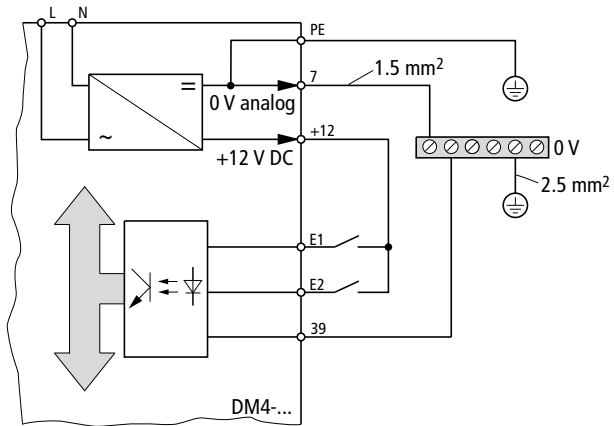 L N
PE
7
1.5 mm²
=
0 V analog
~
+12
+12 V DC
0 V
2.5 mm²
E1
E2
39
DM4-...